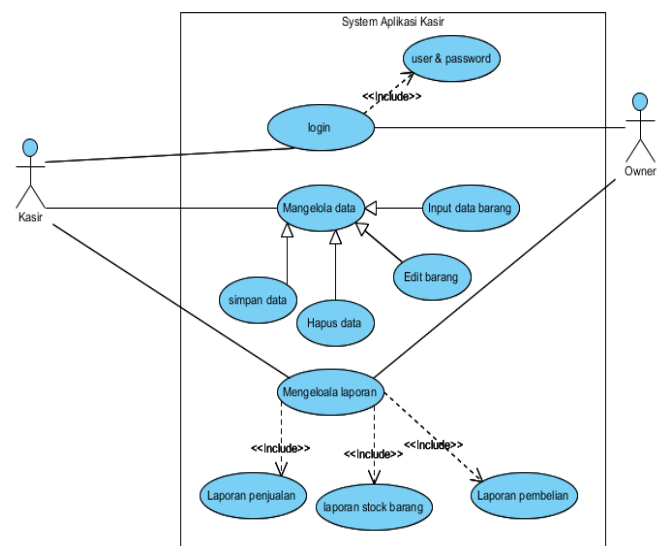 System Aplikasi Kasir
user & password
<<Include>>
login
Kasir
Owner
Mangelola data
Input data barang
Edit barang
simpan data
Hapus data
Mengeloala laporan
<<Include>>
<<Include>>
<<Include>>
Laporan penjualan
laporan stock barang
Laporan pembelian